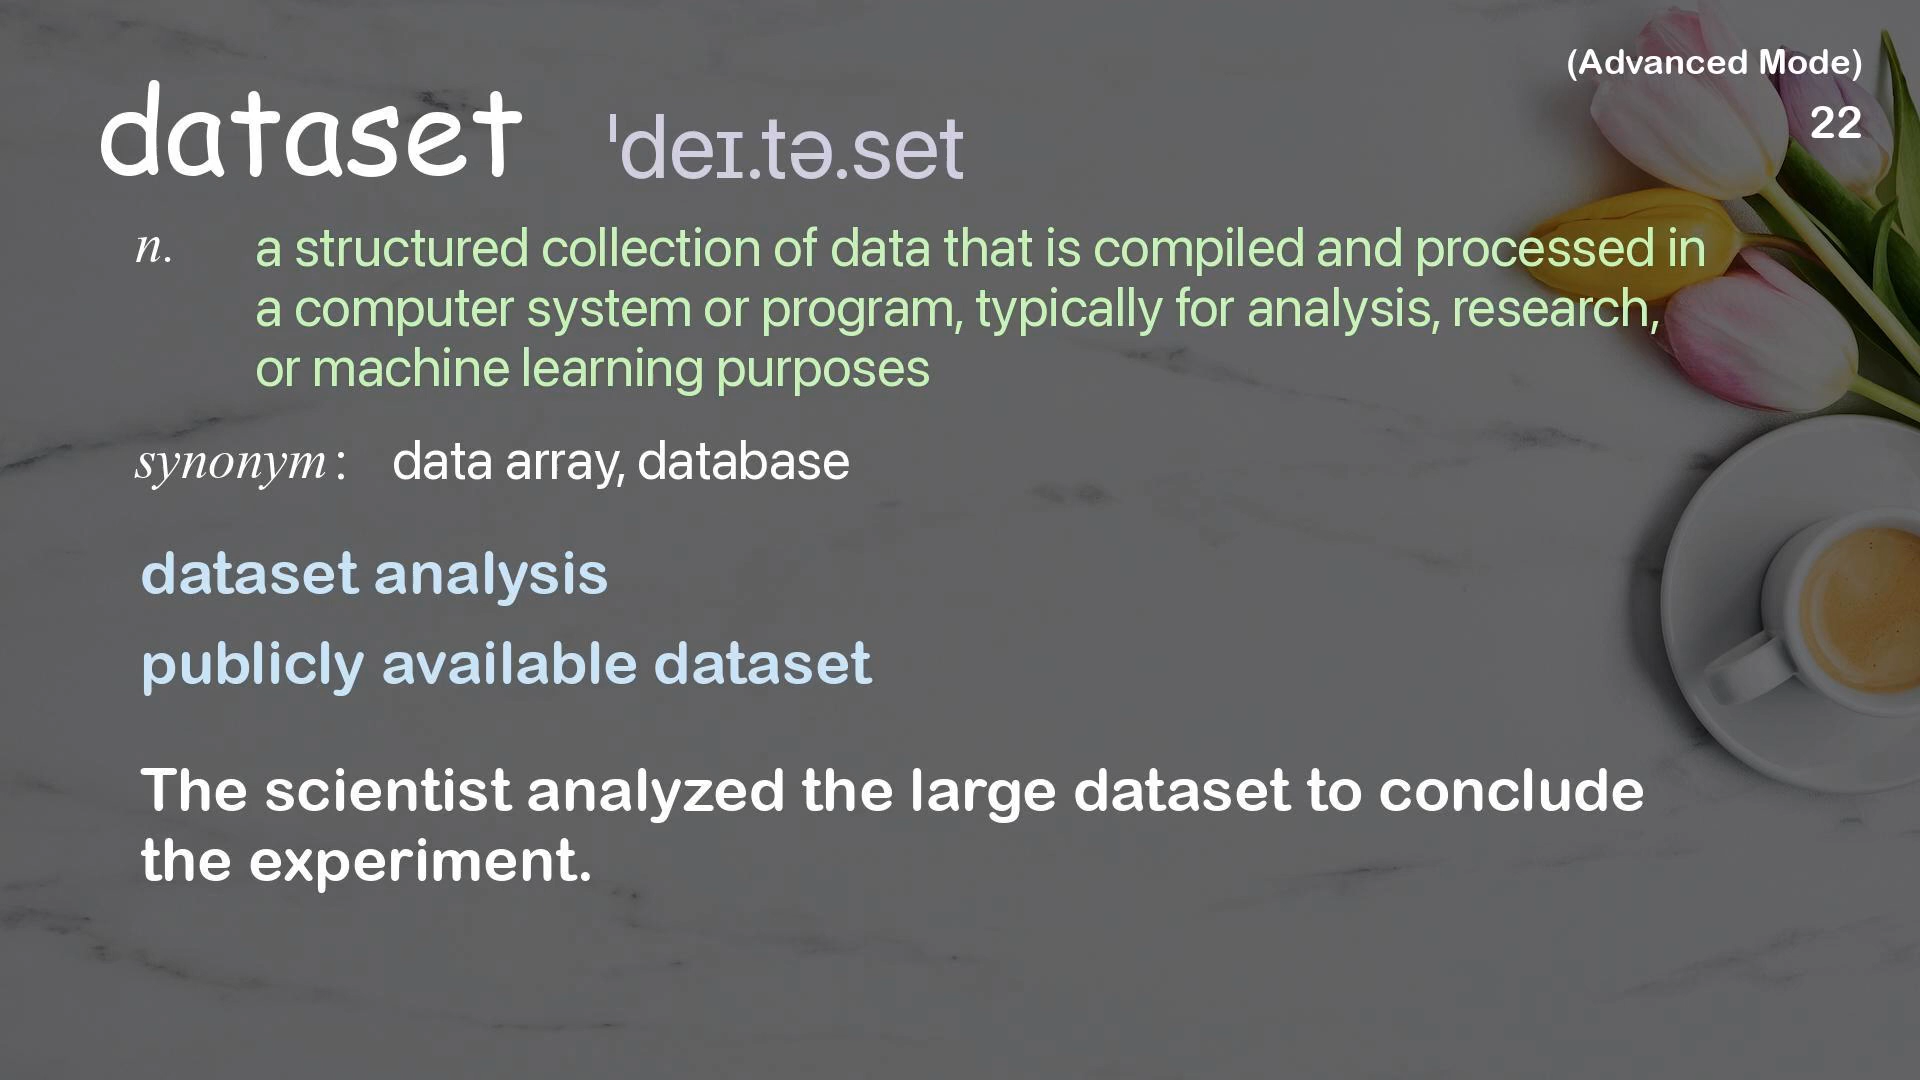 (Advanced Mode)
22
dataset ˈdeɪ.tə.set
n. a structured collection of data that is compiled and processed in
a computer system or program, typically for analysis, research,
or machine learning purposes
synonym: data array, database
dataset analysis
publicly available dataset
The scientist analyzed the large dataset to conclude
the experiment.